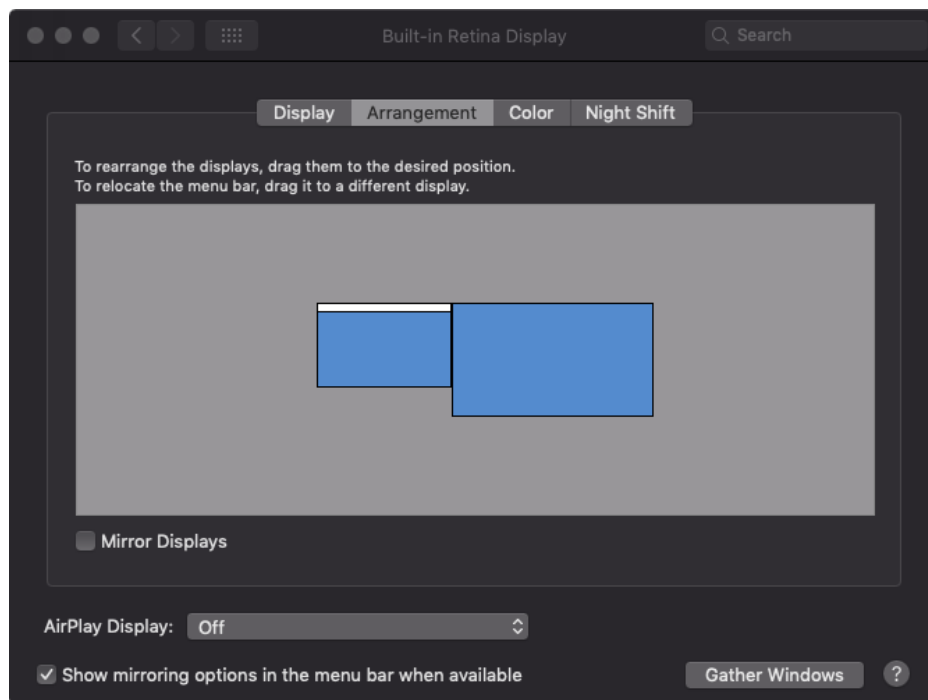 Built-in Retina Display
Search
Display Arrangement Color Night Shift
To rearrange the displays, drag them to the desired position.
To relocate the menu bar, drag it to a different display.
Mirror Displays
AirPlay Display: Off
Show mirroring options in the menu bar when available
Gather Windows ?